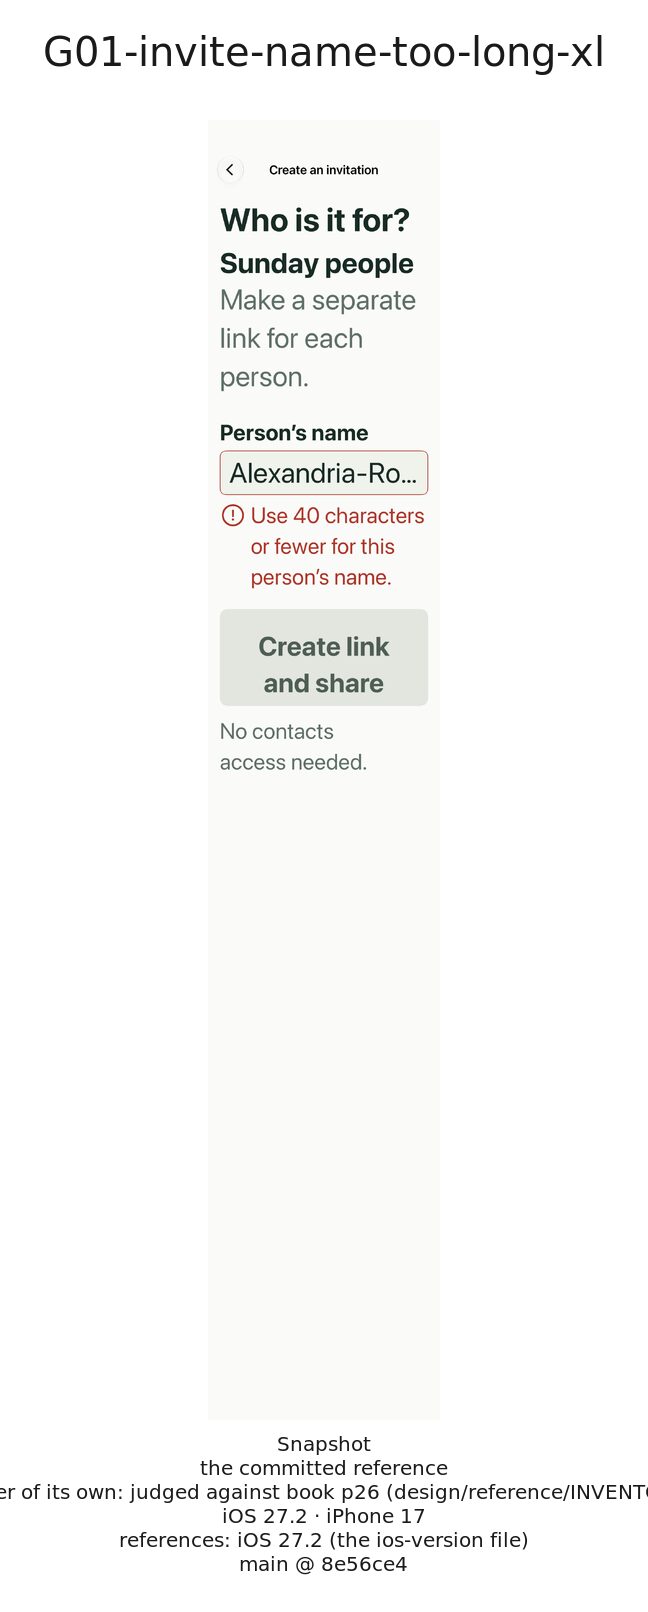 G01-invite-name-too-long-xl
Create an invitation
Who is it for?
Sunday people
Make a separate
link for each
person.
Person’s name
Alexandria-Ro…
Use 40 characters
or fewer for this
person’s name.
Create link
and share
No contacts
access needed.
Snapshot
the committed reference
of its own: judged against book p26 (design/reference/
iOS 27.2 · iPhone 17
references: iOS 27.2 (the ios-version file)
main @ 8e56ce4